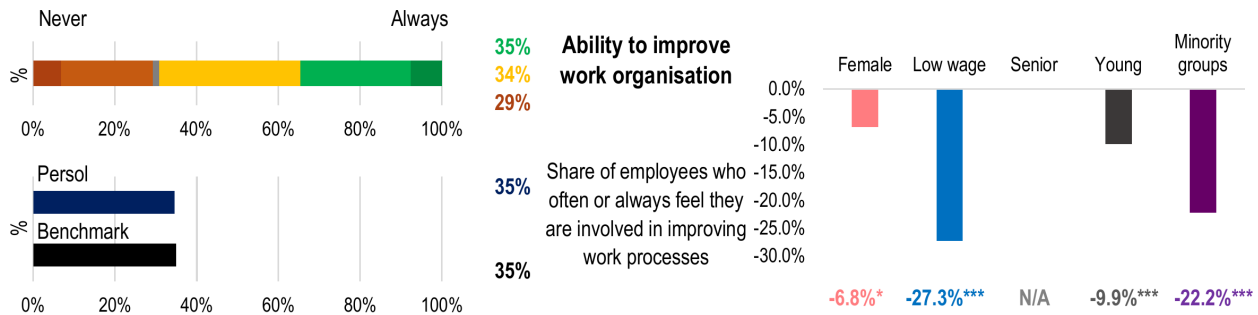 Never Always
%
0% 20% 40% 60% 80% 100%
35%
34%
29%
Ability to improve
work organisation
Persol
Benchmark
%
0% 20% 40% 60% 80% 100%
35%
35%
Share of employees who
often or always feel they
are involved in improving
work processes
Female Low wage Senior Young Minority
groups
0.0%
-5.0%
-10.0%
-15.0%
-20.0%
-25.0%
-30.0%
-6.8%* -27.3%*** N/A -9.9%*** -22.2%***